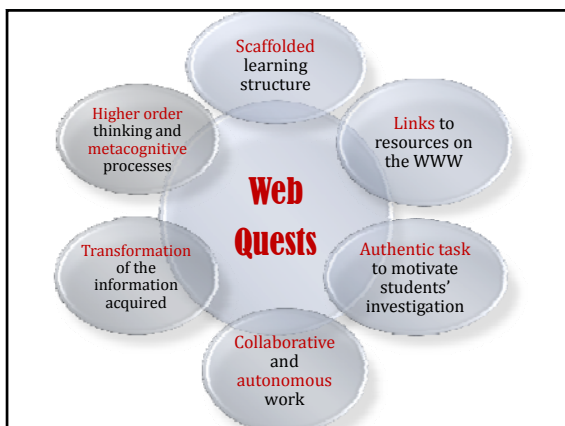 Scaffolded
learning
structure
Links to
resources on
the WWW
Authentic task
to motivate
students’
investigation
Collaborative
and
autonomous
work
Transformation
of the
information
acquired
Higher order
thinking and
metacognitive
processes
Web
Quests